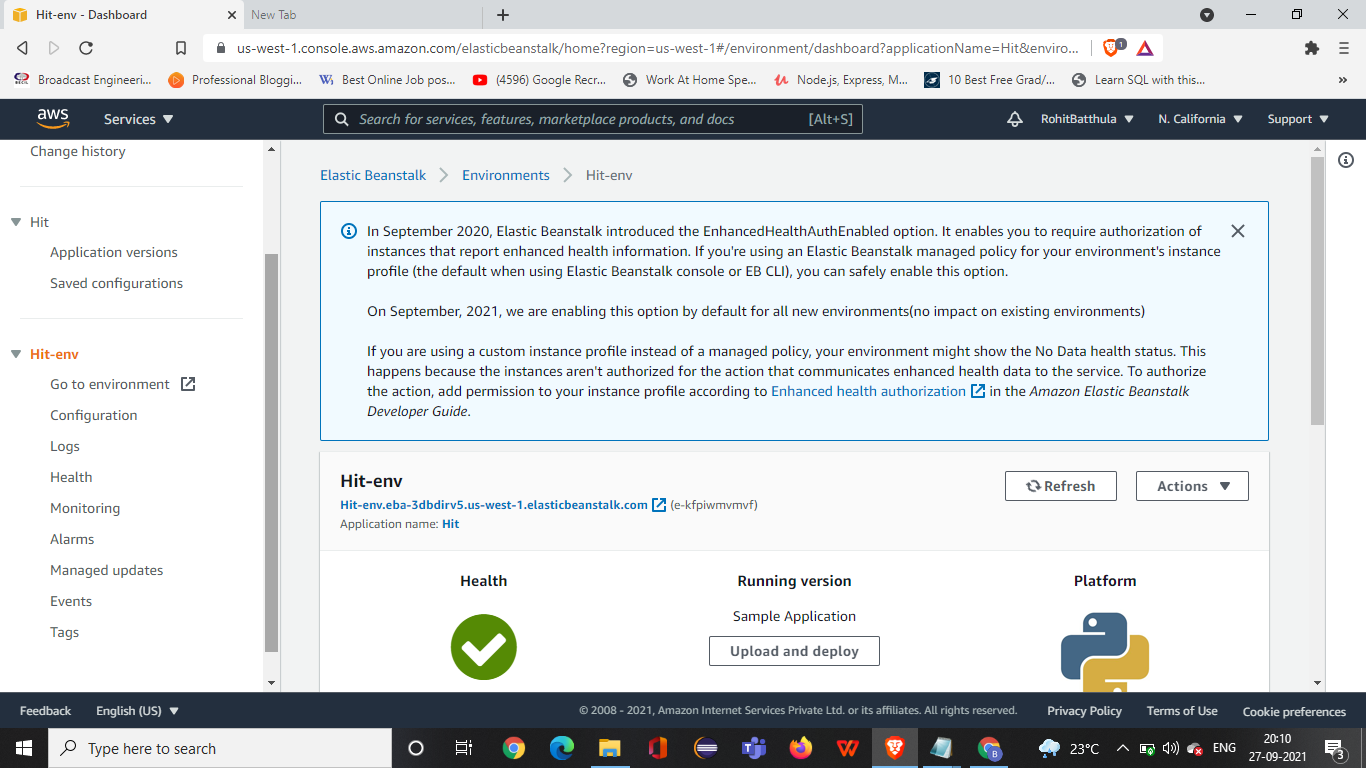 Hit-env - Dashboard
New Tab
us-west-1.console.aws.amazon.com/elasticbeanstalk/home?region=us-west-1#/environment/dashboard?applicationName=Hit&enviro...
1
Broadcast Engineeri...
Professional Bloggi...
Best Online Job pos...
(4596) Google Recr...
Work At Home Spe...
Node.js, Express, M...
10 Best Free Grad/...
Learn SQL with this...
»
aws
Services
Search for services, features, marketplace products, and docs
[Alt+S]
RohitBatthula
N. California
Support
Change history
Hit
Application versions
Saved configurations
Hit-env
Go to environment
Configuration
Logs
Health
Monitoring
Alarms
Managed updates
Events
Tags
Elastic Beanstalk
Environments
Hit-env
In September 2020, Elastic Beanstalk introduced the EnhancedHealthAuthEnabled option. It enables you to require authorization of
instances that report enhanced health information. If you're using an Elastic Beanstalk managed policy for your environment's instance
profile (the default when using Elastic Beanstalk console or EB CLI), you can safely enable this option.
On September, 2021, we are enabling this option by default for all new environments(no impact on existing environments)
If you are using a custom instance profile instead of a managed policy, your environment might show the No Data health status. This
happens because the instances aren't authorized for the action that communicates enhanced health data to the service. To authorize
the action, add permission to your instance profile according to Enhanced health authorization in the Amazon Elastic Beanstalk
Developer Guide.
Hit-env
Hit-env.eba-3dbdirv5.us-west-1.elasticbeanstalk.com (e-kfpiwmvmvf)
Application name: Hit
Refresh
Actions
Health
Running version
Sample Application
Upload and deploy
Platform
Feedback
English (US)
© 2008 - 2021, Amazon Internet Services Private Ltd. or its affiliates. All rights reserved.
Privacy Policy
Terms of Use
Cookie preferences
Type here to search
23°C
ENG
20:10
27-09-2021
3